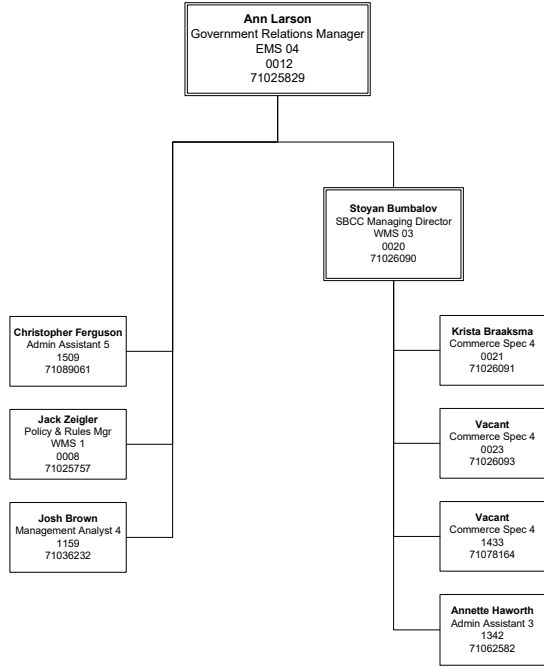 Ann Larson
Government Relations Manager
EMS 04
0012
71025829
Stoyan Bumbalov
SBCC Managing Director
WMS 03
0020
71026090
Christopher Ferguson
Admin Assistant 5
1509
71089061
Jack Zeigler
Policy & Rules Mgr
WMS 1
0008
71025757
Josh Brown
Management Analyst 4
1159
71036232
Krista Braaksma
Commerce Spec 4
0021
71026091
Vacant
Commerce Spec 4
0023
71026093
Vacant
Commerce Spec 4
1433
71078164
Annette Haworth
Admin Assistant 3
1342
71062582